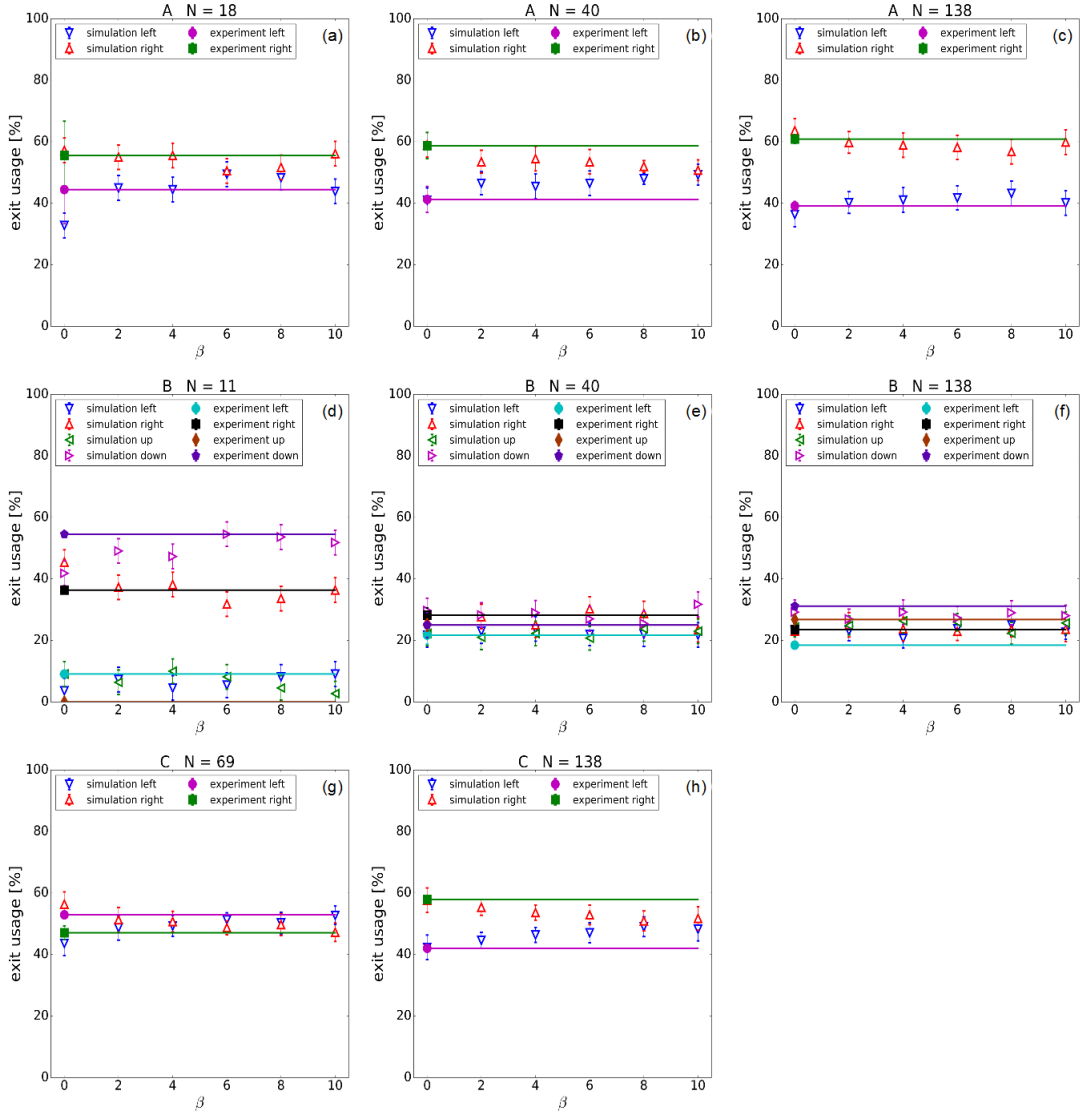 A N = 18
(a)
simulation left
simulation right
experiment left
experiment right
exit usage [%]
100
80
60
40
20
0
0 2 4 6 8 10
β
A N = 40
(b)
simulation left
simulation right
experiment left
experiment right
exit usage [%]
100
80
60
40
20
0
0 2 4 6 8 10
β
A N = 138
(c)
simulation left
simulation right
experiment left
experiment right
exit usage [%]
100
80
60
40
20
0
0 2 4 6 8 10
β
B N = 11
(d)
simulation left
simulation right
simulation up
simulation down
experiment left
experiment right
experiment up
experiment down
exit usage [%]
100
80
60
40
20
0
0 2 4 6 8 10
β
B N = 40
(e)
simulation left
simulation right
simulation up
simulation down
experiment left
experiment right
experiment up
experiment down
exit usage [%]
100
80
60
40
20
0
0 2 4 6 8 10
β
B N = 138
(f)
simulation left
simulation right
simulation up
simulation down
experiment left
experiment right
experiment up
experiment down
exit usage [%]
100
80
60
40
20
0
0 2 4 6 8 10
β
C N = 69
(g)
simulation left
simulation right
experiment left
experiment right
exit usage [%]
100
80
60
40
20
0
0 2 4 6 8 10
β
C N = 138
(h)
simulation left
simulation right
experiment left
experiment right
exit usage [%]
100
80
60
40
20
0
0 2 4 6 8 10
β